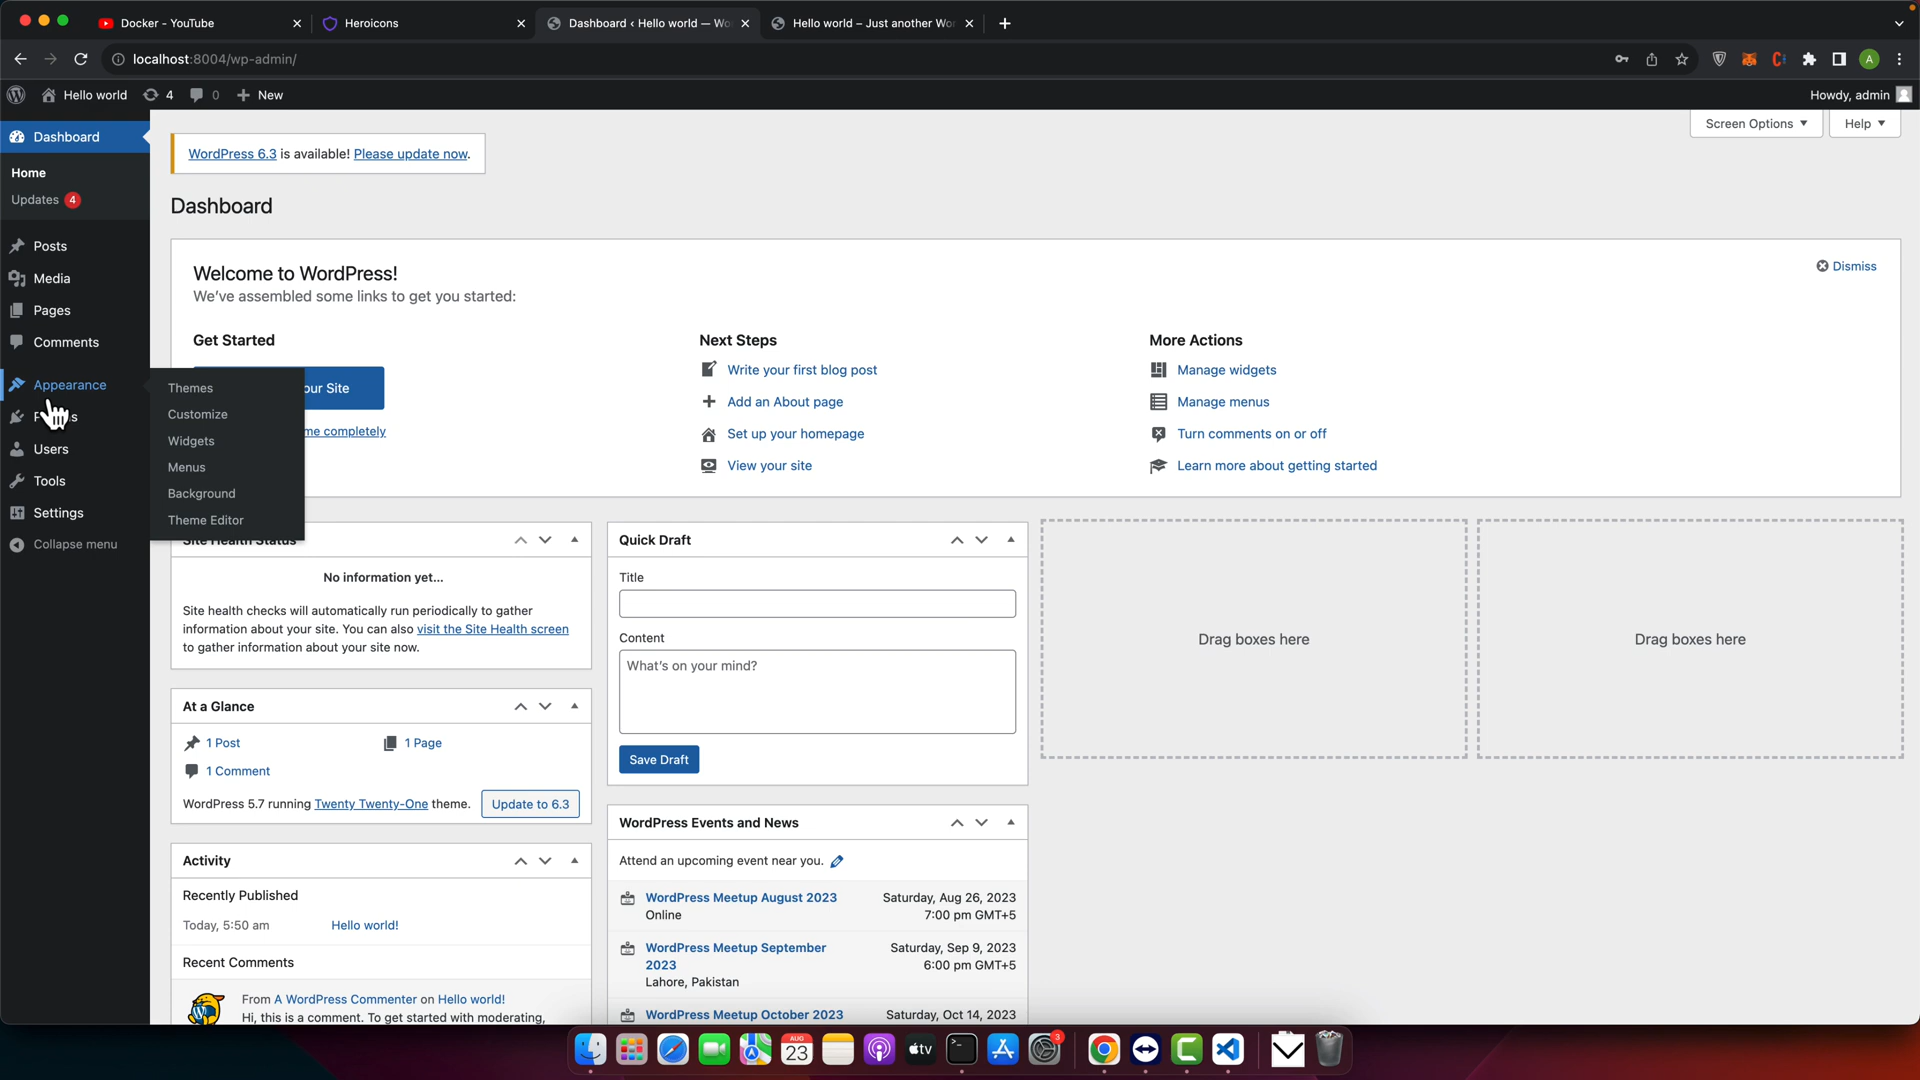 Docker - YouTube
Heroicons
Dashboard ‹ Hello world — Wo
Hello world – Just another Wor
localhost:8004/wp-admin/
A
Hello world
4
0
New
Howdy, admin
Dashboard
Screen Options
Help
WordPress 6.3 is available! Please update now.
Home
Updates 4
Dashboard
Posts
Media
Pages
Comments
Appearance
Users
Tools
Settings
Collapse menu
Themes
Customize
Widgets
Menus
Background
Theme Editor
Welcome to WordPress!
We've assembled some links to get you started:
Dismiss
Get Started
our Site
me completely
Next Steps
Write your first blog post
Add an About page
Set up your homepage
View your site
More Actions
Manage widgets
Manage menus
Turn comments on or off
Learn more about getting started
Site Health Status
No information yet...
Site health checks will automatically run periodically to gather
information about your site. You can also visit the Site Health screen
to gather information about your site now.
At a Glance
1 Post
1 Page
1 Comment
WordPress 5.7 running Twenty Twenty-One theme.
Update to 6.3
Activity
Recently Published
Today, 5:50 am
Hello world!
Recent Comments
From A WordPress Commenter on Hello world!
Hi, this is a comment. To get started with moderating,
Quick Draft
Title
Content
What's on your mind?
Save Draft
WordPress Events and News
Attend an upcoming event near you.
WordPress Meetup August 2023
Online
Saturday, Aug 26, 2023
7:00 pm GMT+5
WordPress Meetup September
2023
Lahore, Pakistan
Saturday, Sep 9, 2023
6:00 pm GMT+5
WordPress Meetup October 2023
Saturday, Oct 14, 2023
Drag boxes here
Drag boxes here
AUG
23
tv
3